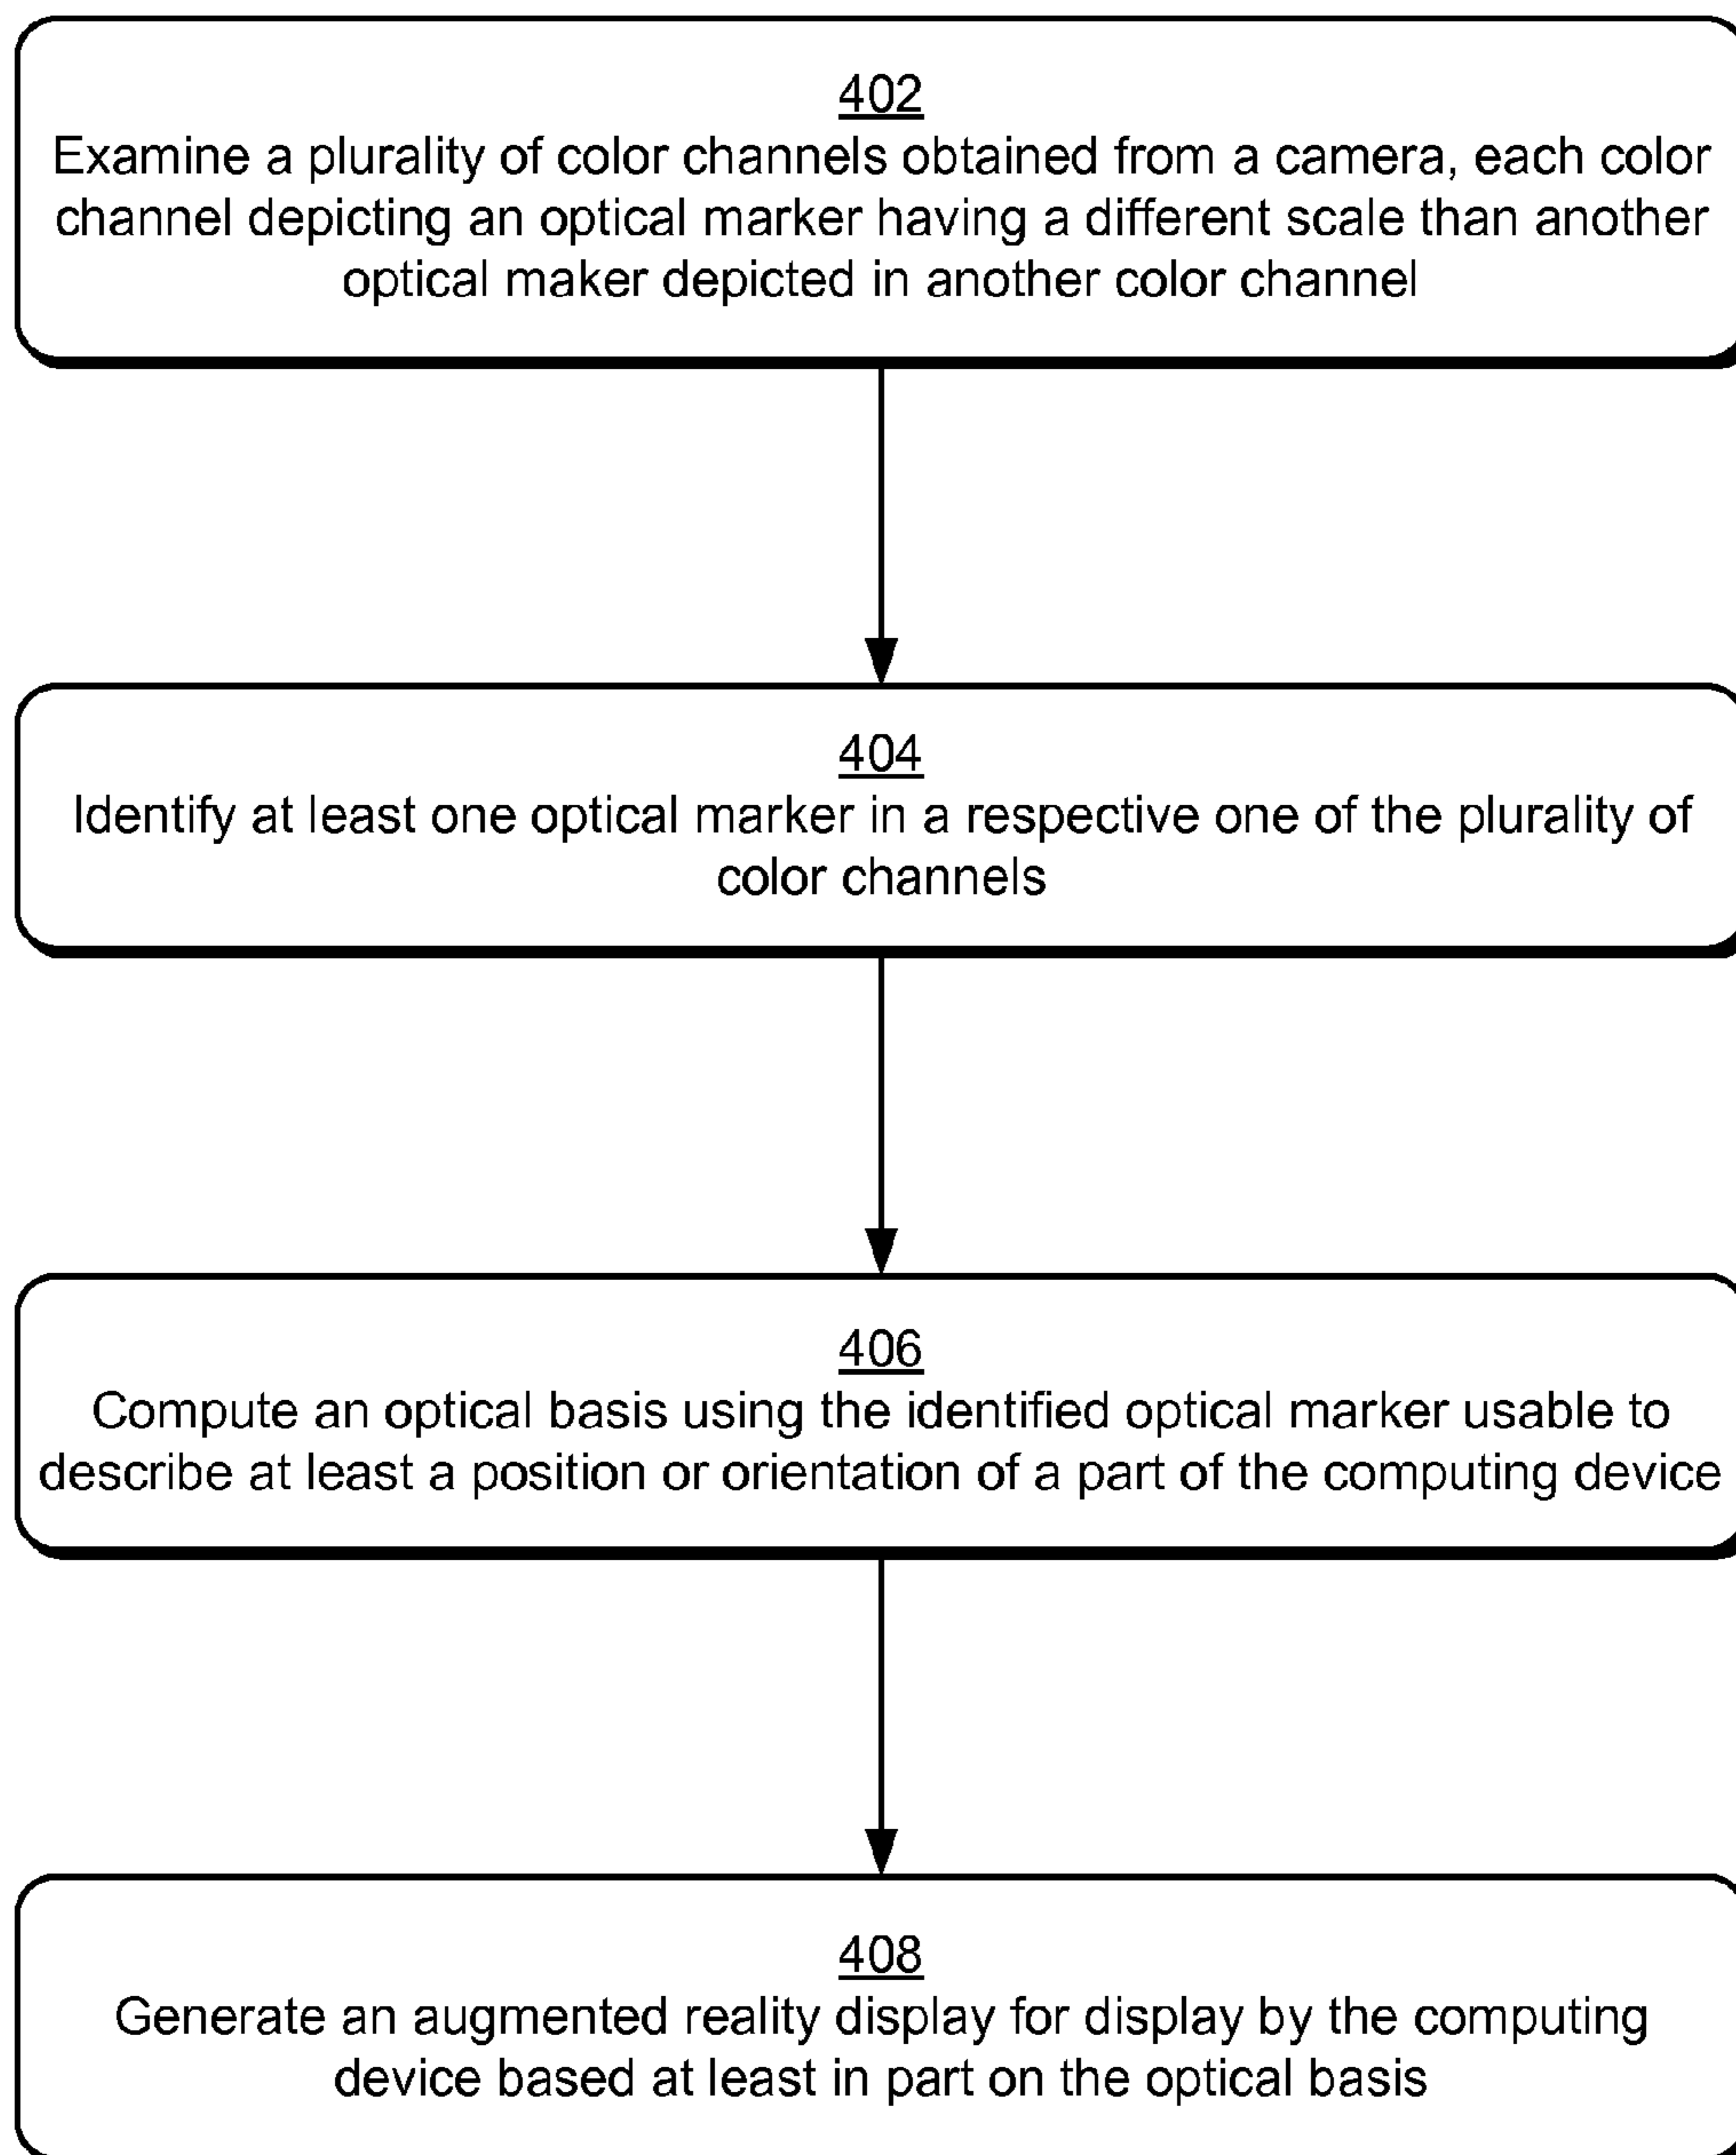 402
Examine a plurality of color channels obtained from a camera, each color
channel depicting an optical marker having a different scale than another
optical maker depicted in another color channel
404
Identify at least one optical marker in a respective one of the plurality of
color channels
406
Compute an optical basis using the identified optical marker usable to
describe at least a position or orientation of a part of the computing device
408
Generate an augmented reality display for display by the computing
device based at least in part on the optical basis